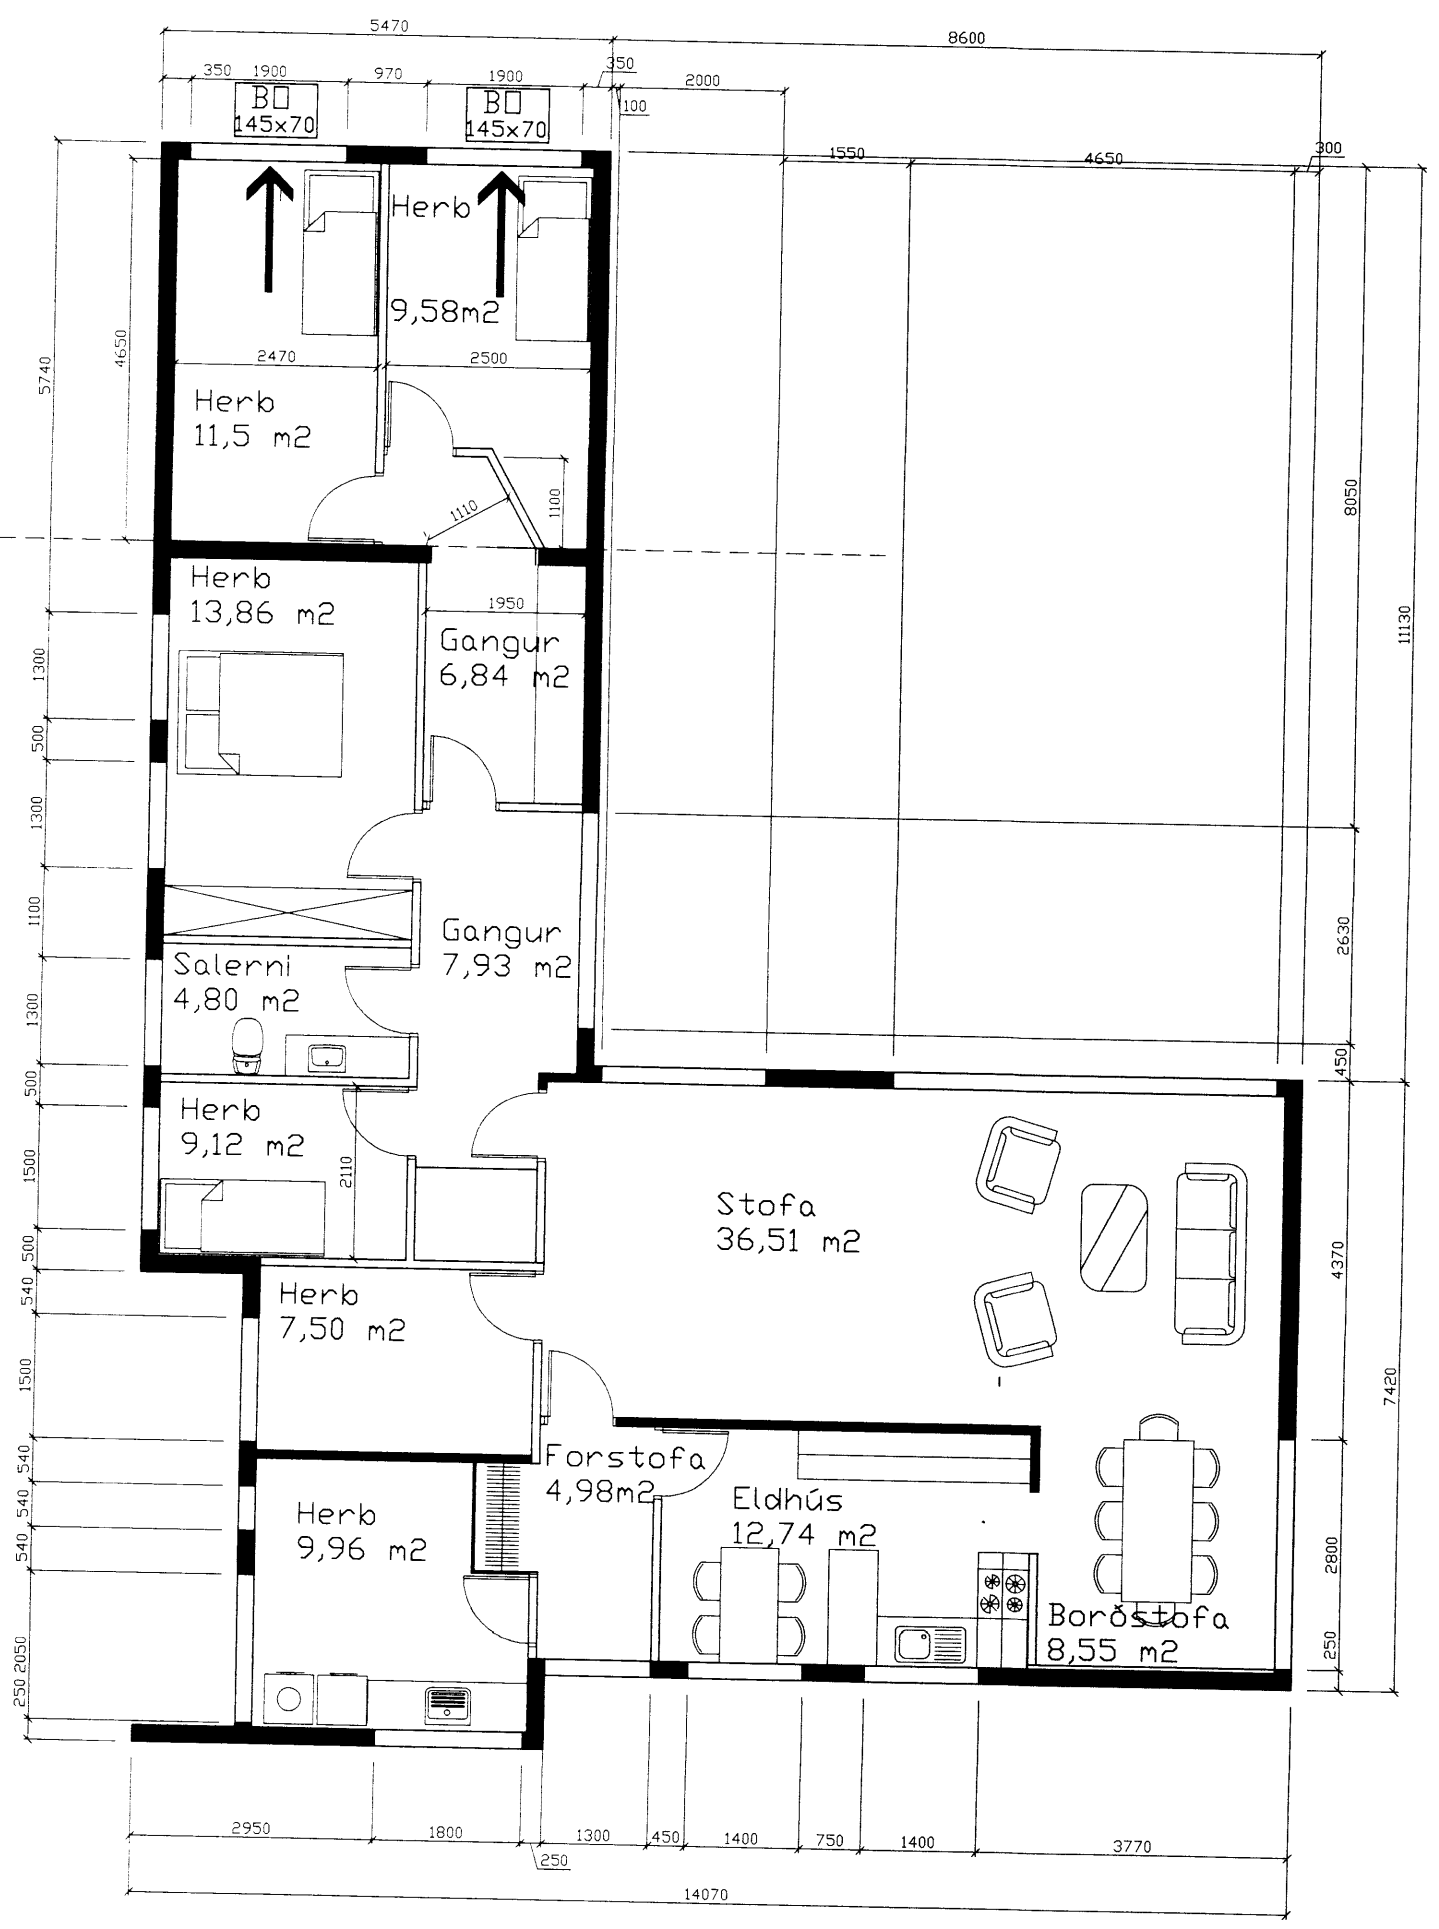 5470
8600
350
1900
970
1900
350
2000
100
B
145x70
B
145x70
1550
4650
300
Herb
9,58m2
5740
4650
2470
2500
Herb
11,5 m2
1110
1100
8050
11130
Herb
13,86 m2
1950
Gangur
6,84 m2
1300
500
1300
1100
Gangur
7,93 m2
2630
Salerni
4,80 m2
1300
450
500
Herb
9,12 m2
2110
1500
Stofa
36,51 m2
500
4370
540
Herb
7,50 m2
1500
7420
540
Forstofa
4,98m2
540
Eldhús
12,74 m2
Herb
9,96 m2
540
2800
Borðstofa
8,55 m2
2050
250
250
2950
1800
250
1300
450
1400
750
1400
3770
14070